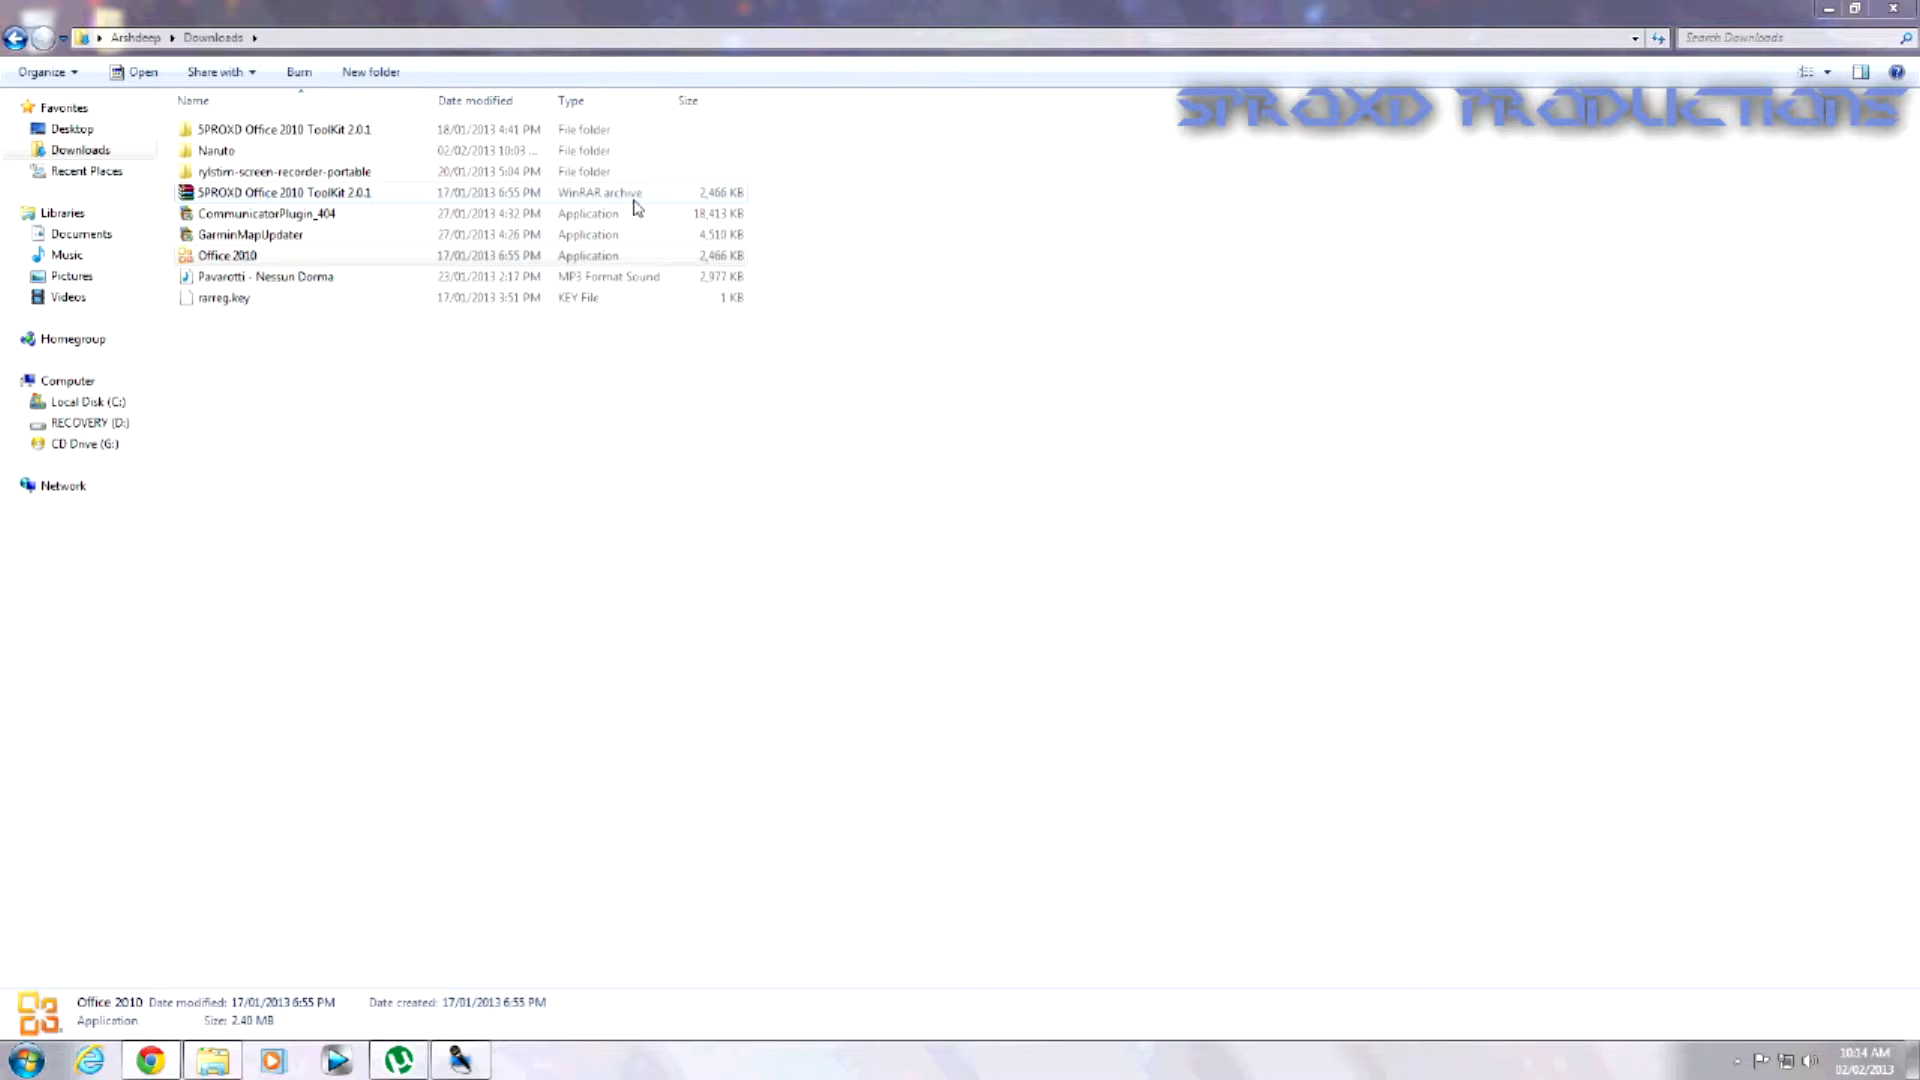 Arshdeep Downloads Search Downloads
Organize Open Share with Burn New folder
5PROXD PRODUCTIONS
Name Date modified Type Size
Favorites
Desktop
Downloads
Recent Places
Libraries
Documents
Music
Pictures
Videos
Homegroup
Computer
Local Disk (C:)
RECOVERY (D:)
CD Drive (G:)
Network
5PROXD Office 2010 ToolKit 2.0.1 18/01/2013 4:41 PM File folder
Naruto 02/02/2013 10:03 ... File folder
rylstim-screen-recorder-portable 20/01/2013 5:04 PM File folder
5PROXD Office 2010 ToolKit 2.0.1 17/01/2013 6:55 PM WinRAR archive 2,466 KB
CommunicatorPlugin_404 27/01/2013 4:32 PM Application 18,413 KB
GarminMapUpdater 27/01/2013 4:26 PM Application 4,510 KB
Office 2010 17/01/2013 6:55 PM Application 2,466 KB
Pavarotti - Nessun Dorma 23/01/2013 2:17 PM MP3 Format Sound 2,977 KB
rarreg.key 17/01/2013 3:51 PM KEY File 1 KB
Office 2010 Date modified: 17/01/2013 6:55 PM Date created: 17/01/2013 6:55 PM
Application Size: 2.40 MB
10:14 AM
02/02/2013